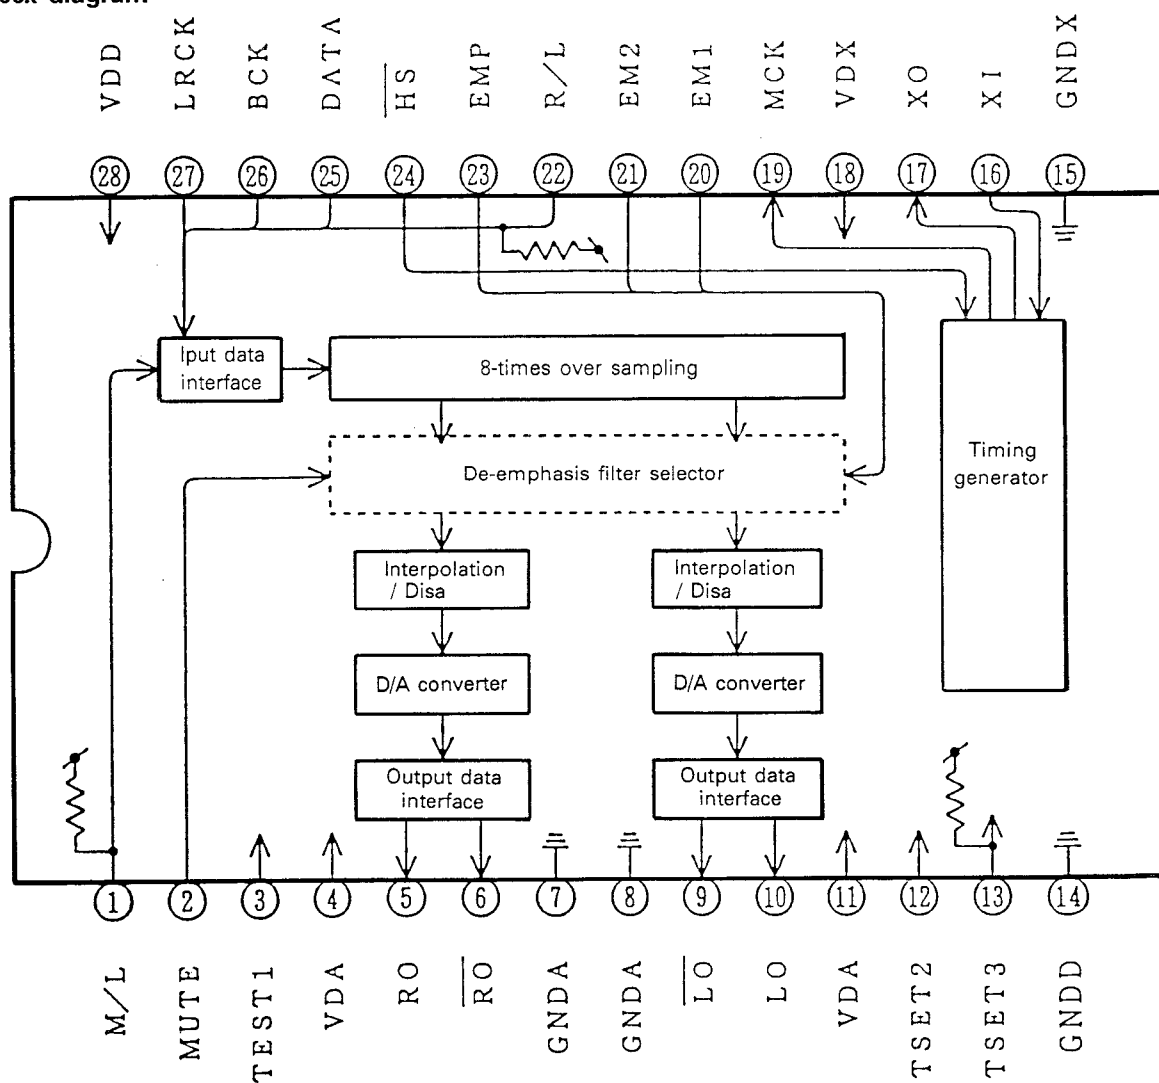 ock diagram
VDD
LRCK
BCK
DATA
HS
EMP
R/L
EM2
EM1
MCK
VDX
XO
XI
GNDX
28
27
26
25
24
23
22
21
20
19
18
17
16
15
Iput data
interface
8-times over sampling
De-emphasis filter selector
Timing
generator
Interpolation
/ Disa
Interpolation
/ Disa
D/A converter
D/A converter
Output data
interface
Output data
interface
1
2
3
4
5
6
7
8
9
10
11
12
13
14
M/L
MUTE
TEST1
VDA
RO
RO
GNDA
GNDA
LO
LO
VDA
TSET2
TSET3
GNDD